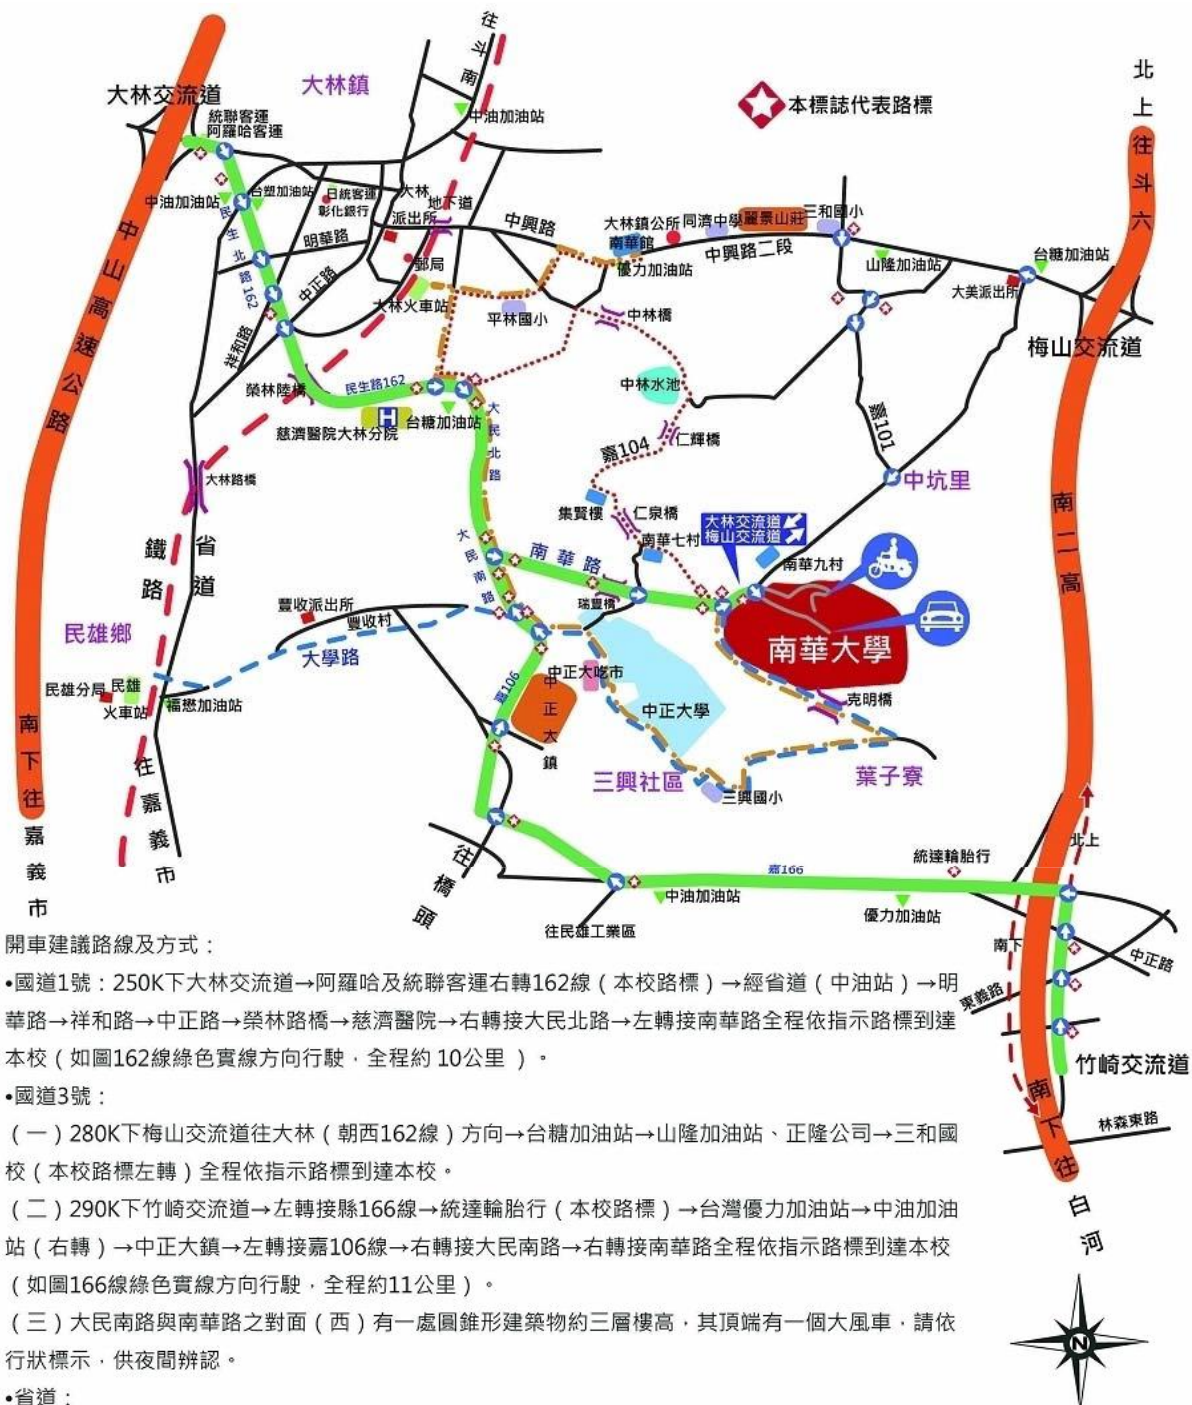 往斗南
大林鎮
大林交流道
統聯客運
阿羅哈客運
中油加油站
本標誌代表路標
北上往斗六
中油加油站
台塑加油站
日統客運
彰化銀行
大林
派出所
地下道
中興路
大林鎮公所
同濟中學
麗景山莊
三和國小
南華館
中興路二段
優力加油站
山隆加油站
台糖加油站
大美派出所
梅山交流道
中山高速公路
民生北路162
明華路
中正路
祥和路
郵局
大林火車站
平林國小
中林橋
中林水池
榮林陸橋
民生路162
慈濟醫院大林分院
H
台糖加油站
大民北路
嘉104
仁輝橋
嘉101
中坑里
大林路橋
集賢樓
仁泉橋
大林交流道
梅山交流道
南華七村
南華九村
南二高
鐵路
省道
大民南路
南華路
瑞豐橋
南華大學
豐收派出所
豐收村
大學路
民雄鄉
民雄分局
民雄
火車站
福懋加油站
中正大吃市
中正大學
克明橋
嘉106
中正大鎮
三興社區
三興國小
葉子寮
南下往
嘉義市
往嘉義市
往橋頭
北上
統達輪胎行
嘉166
中油加油站
優力加油站
往民雄工業區
南下
中正路
東義路
竹崎交流道
林森東路
南下往
白河
N
開車建議路線及方式：
•國道1號：250K下大林交流道→阿羅哈及統聯客運右轉162線（本校路標）→經省道（中油站）→明
華路→祥和路→中正路→榮林路橋→慈濟醫院→右轉接大民北路→左轉接南華路全程依指示路標到達
本校（如圖162線綠色實線方向行駛，全程約 10公里 ）。
•國道3號：
（一）280K下梅山交流道往大林（朝西162線）方向→台糖加油站→山隆加油站、正隆公司→三和國
校（本校路標左轉）全程依指示路標到達本校。
（二）290K下竹崎交流道→左轉接縣166線→統達輪胎行（本校路標）→台灣優力加油站→中油加油
站（右轉）→中正大鎮→左轉接嘉106線→右轉接大民南路→右轉接南華路全程依指示路標到達本校
（如圖166線綠色實線方向行駛，全程約11公里）。
（三）大民南路與南華路之對面（西）有一處圓錐形建築物約三層樓高，其頂端有一個大風車，請依
行狀標示，供夜間辨認。
•省道：